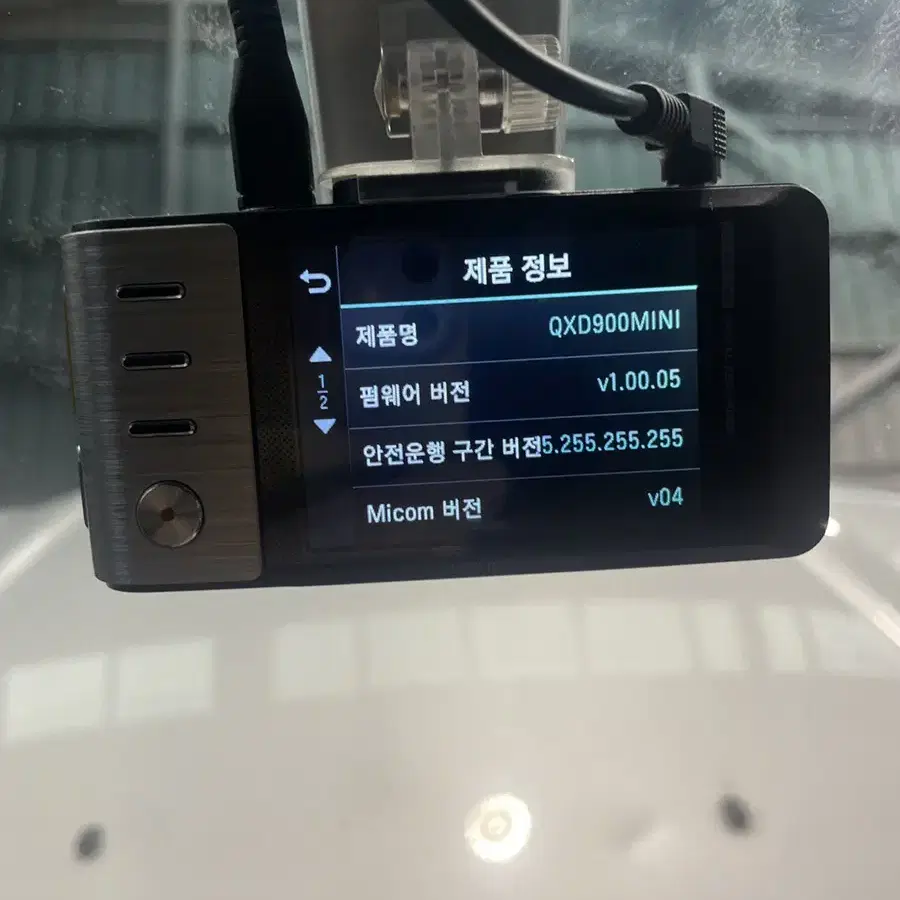 제품 정보
1
2
제품명 QXD900MINI
펌웨어 버전 v1.00.05
안전운행 구간 버전5.255.255.255
Micom 버전 v04